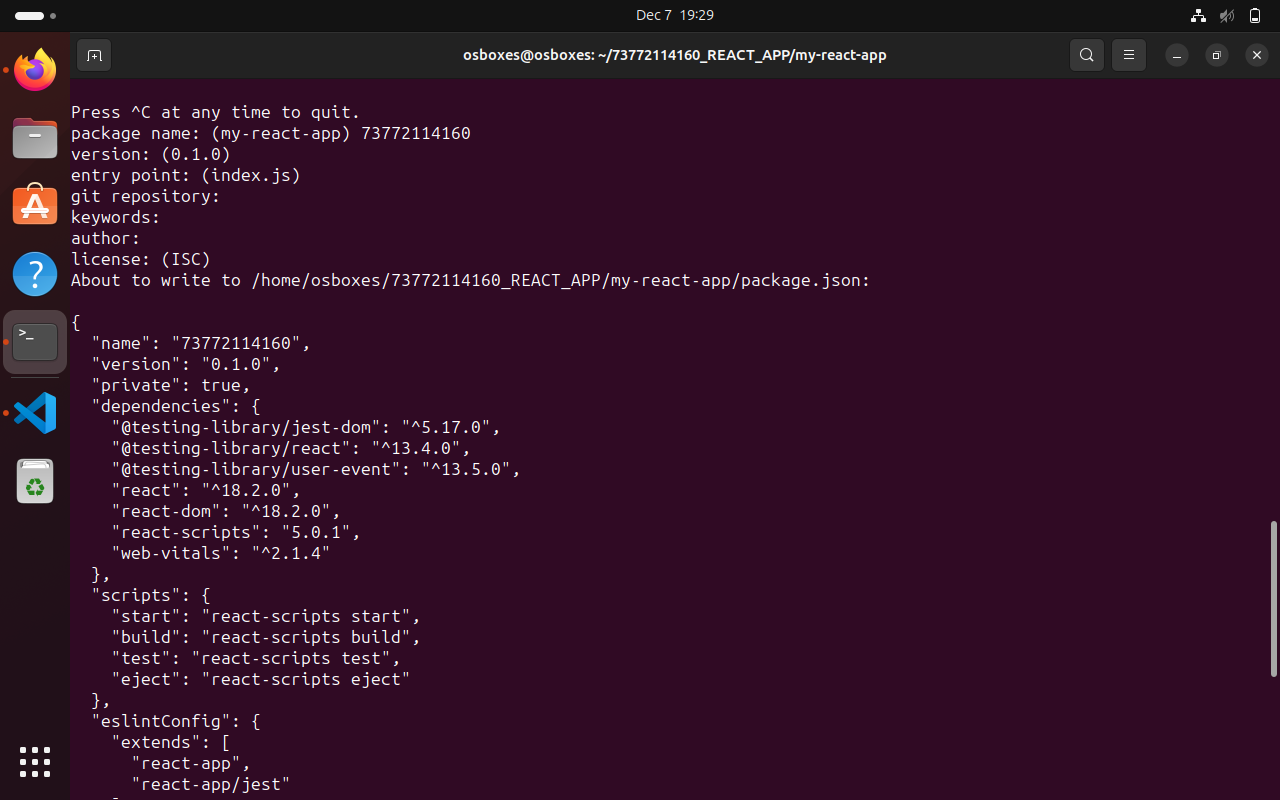 Dec 7 19:29
osboxes@osboxes: ~/73772114160_REACT_APP/my-react-app
Press ^C at any time to quit.
package name: (my-react-app) 73772114160
version: (0.1.0)
entry point: (index.js)
git repository:
keywords:
author:
license: (ISC)
About to write to /home/osboxes/73772114160_REACT_APP/my-react-app/package.json:
{
  "name": "73772114160",
  "version": "0.1.0",
  "private": true,
  "dependencies": {
    "@testing-library/jest-dom": "^5.17.0",
    "@testing-library/react": "^13.4.0",
    "@testing-library/user-event": "^13.5.0",
    "react": "^18.2.0",
    "react-dom": "^18.2.0",
    "react-scripts": "5.0.1",
    "web-vitals": "^2.1.4"
  },
  "scripts": {
    "start": "react-scripts start",
    "build": "react-scripts build",
    "test": "react-scripts test",
    "eject": "react-scripts eject"
  },
  "eslintConfig": {
    "extends": [
      "react-app",
      "react-app/jest"